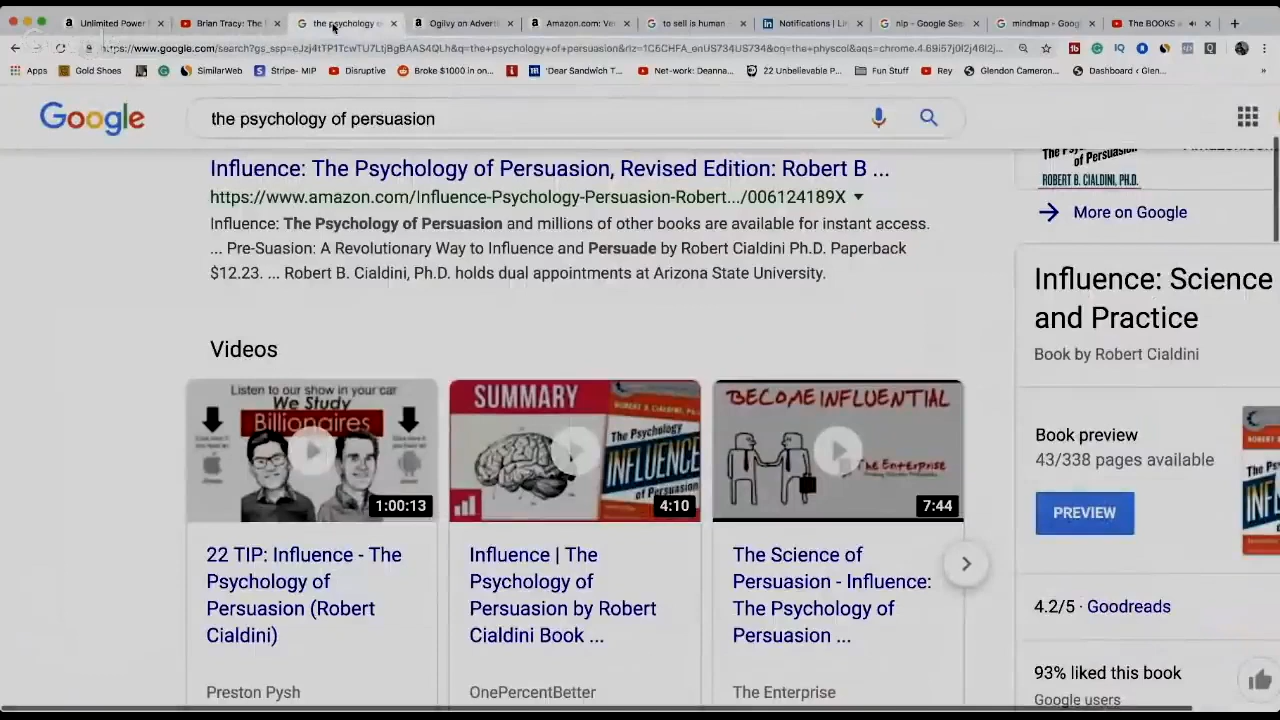 Unlimited Power
Brian Tracy: The
the psychology o
Ogilvy on Advert
Amazon.com: Ve
to sell is human
Notifications | Lin
nlp - Google Sea
mindmap - Goog
The BOOKS
Apps
Gold Shoes
SimilarWeb
Stripe- MIP
Disruptive
Broke $1000 in on...
'Dear Sandwich T...
Net-work: Deanna...
22 Unbelievable P...
Fun Stuff
Rey
Glendon Cameron...
Dashboard ‹ Glen...
Google
the psychology of persuasion
Influence: The Psychology of Persuasion, Revised Edition: Robert B ...
https://www.amazon.com/Influence-Psychology-Persuasion-Robert.../006124189X
Influence: The Psychology of Persuasion and millions of other books are available for instant access.
... Pre-Suasion: A Revolutionary Way to Influence and Persuade by Robert Cialdini Ph.D. Paperback
$12.23. ... Robert B. Cialdini, Ph.D. holds dual appointments at Arizona State University.
Videos
Listen to our show in your car
We Study
Billionaires
1:00:13
22 TIP: Influence - The
Psychology of
Persuasion (Robert
Cialdini)
Preston Pysh
SUMMARY
The Psychology
INFLUENCE
of Persuasion
4:10
Influence | The
Psychology of
Persuasion by Robert
Cialdini Book ...
OnePercentBetter
BECOME INFLUENTIAL
The Enterprise
7:44
The Science of
Persuasion - Influence:
The Psychology of
Persuasion ...
The Enterprise
of Persuasion
ROBERT B. CIALDINI, PH.D.
More on Google
Influence: Science
and Practice
Book by Robert Cialdini
Book preview
43/338 pages available
PREVIEW
4.2/5 · Goodreads
93% liked this book
Google users